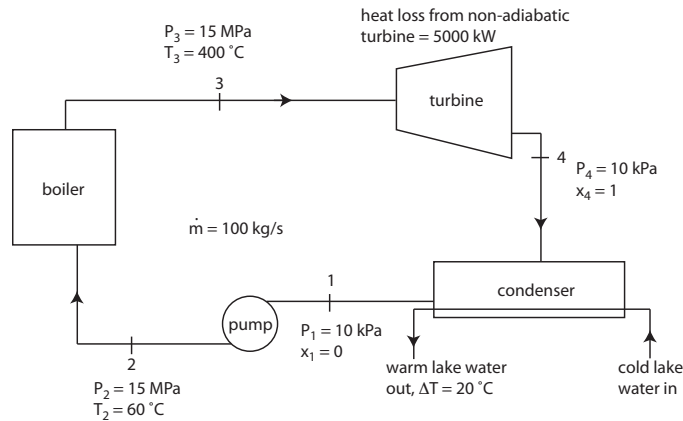 heat loss from non-adiabatic
turbine = 5000 kW
P₃ = 15 MPa
T₃ = 400 ˚C
3
turbine
4
P₄ = 10 kPa
x₄ = 1
boiler
ṁ = 100 kg/s
condenser
1
pump
P₁ = 10 kPa
x₁ = 0
2
P₂ = 15 MPa
T₂ = 60 ˚C
warm lake water
out, ΔT = 20 ˚C
cold lake
water in